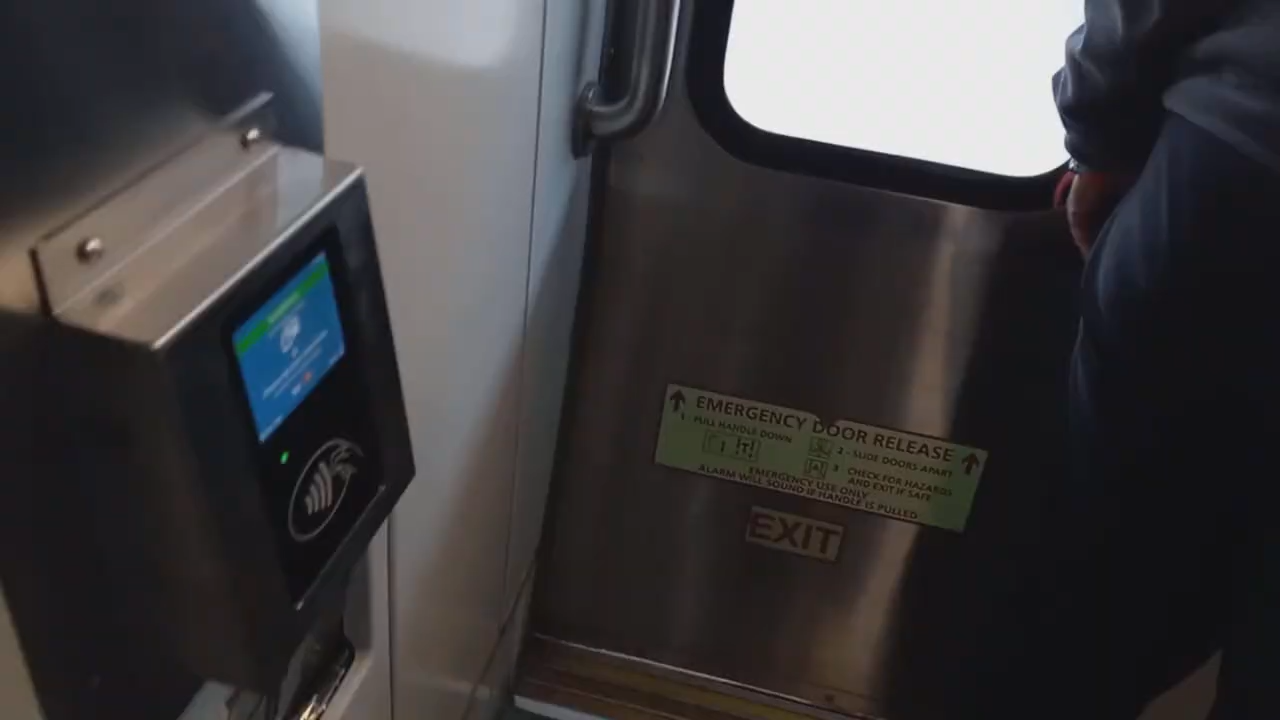 EMERGENCY DOOR RELEASE
1 PULL HANDLE DOWN
2 - SLIDE DOORS APART
3 CHECK FOR HAZARDS
AND EXIT IF SAFE
EMERGENCY USE ONLY
ALARM WILL SOUND IF HANDLE IS PULLED
EXIT